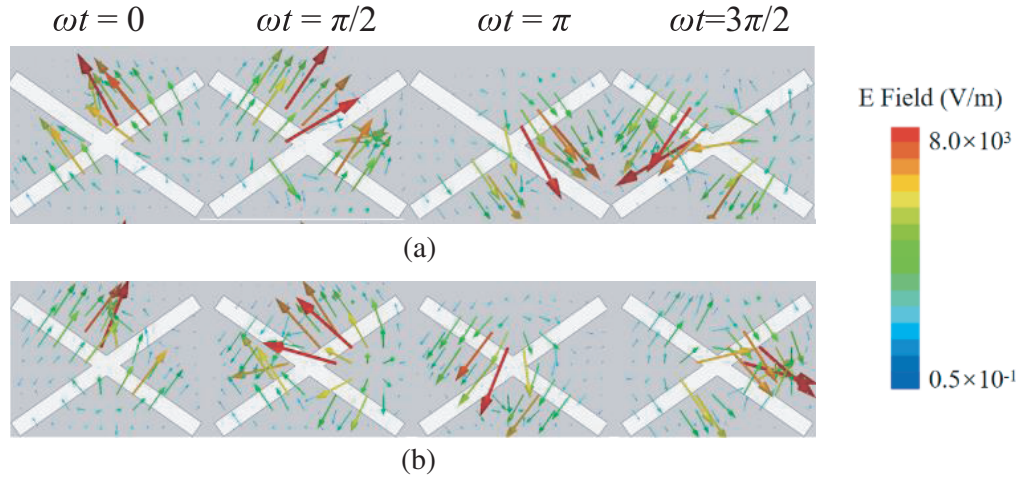 ωt = 0 ωt = π/2 ωt = π ωt=3π/2
E Field (V/m)
8.0×10³
0.5×10⁻¹
(a)
(b)